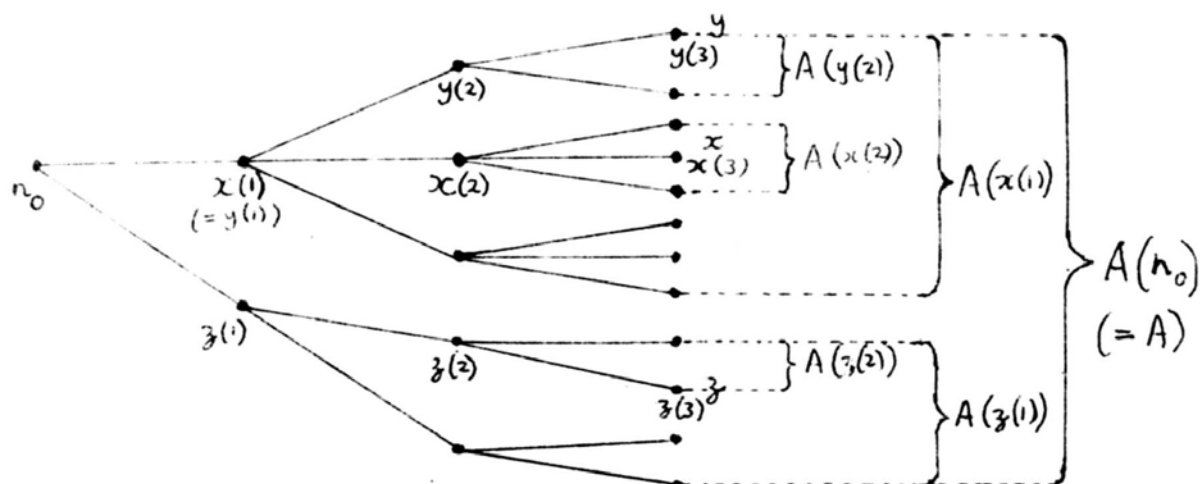 y
y(3)
A(y(2))
y(2)
x
x(3)
A(x(2))
n₀
x(1)
(=y(1))
x(2)
A(x(1))
A(n₀)
(=A)
z(1)
z(2)
A(z(2))
z
z(3)
A(z(1))